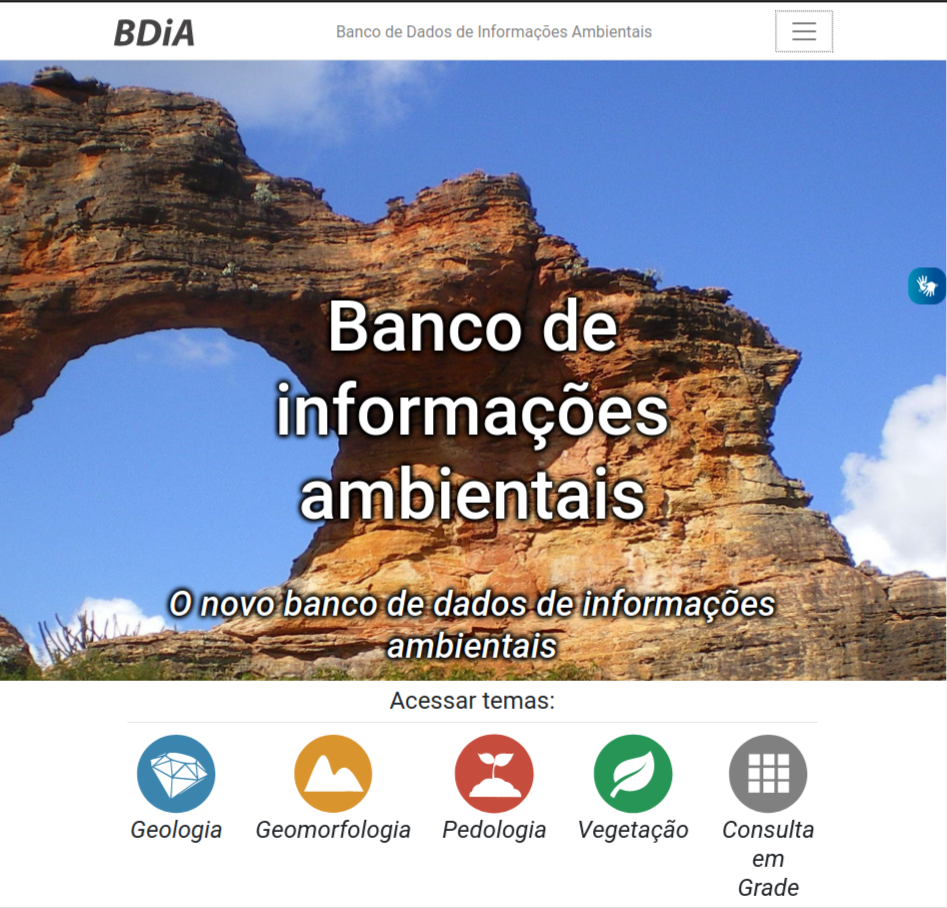 BDiA
Banco de Dados de Informações Ambientais
Banco de
informações
ambientais
O novo banco de dados de informações
ambientais
Acessar temas:
Geologia
Geomorfologia
Pedologia
Vegetação
Consulta
em
Grade